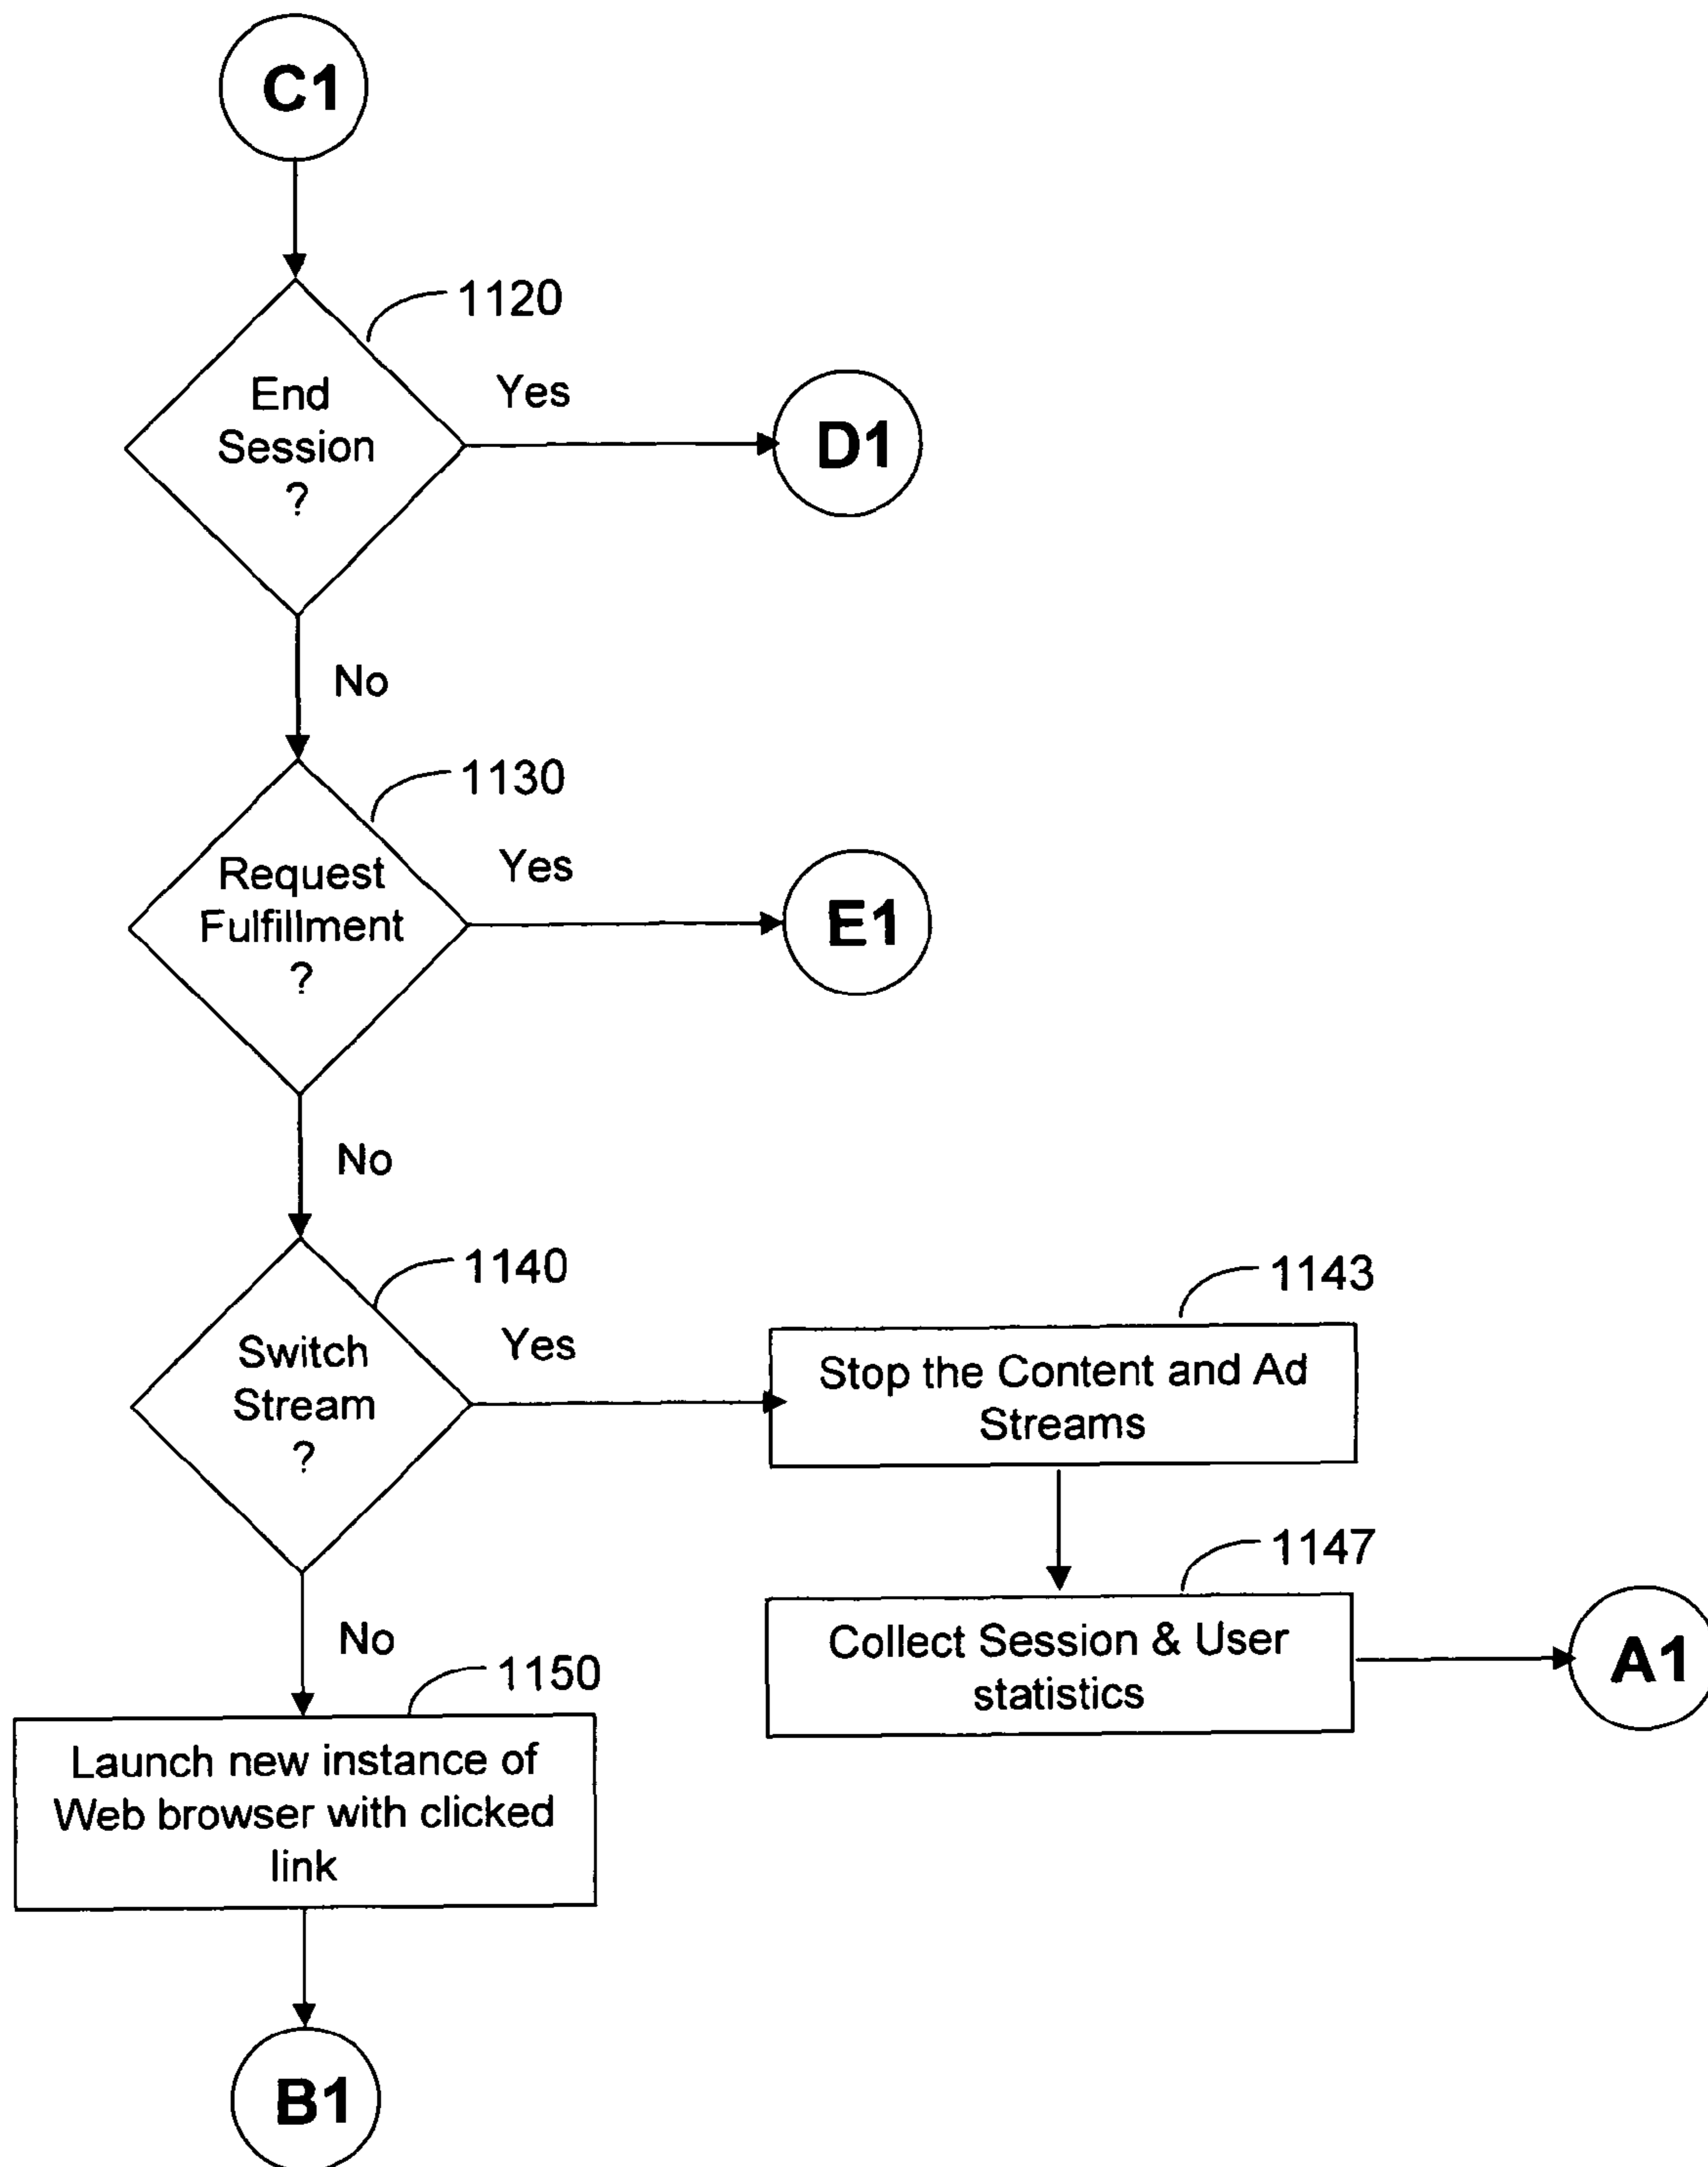 C1
1120
End
Session
?
Yes
D1
No
1130
Request
Fulfillment
?
Yes
E1
No
1140
Switch
Stream
?
Yes
1143
Stop the Content and Ad
Streams
1147
Collect Session & User
statistics
A1
No
1150
Launch new instance of
Web browser with clicked
link
B1